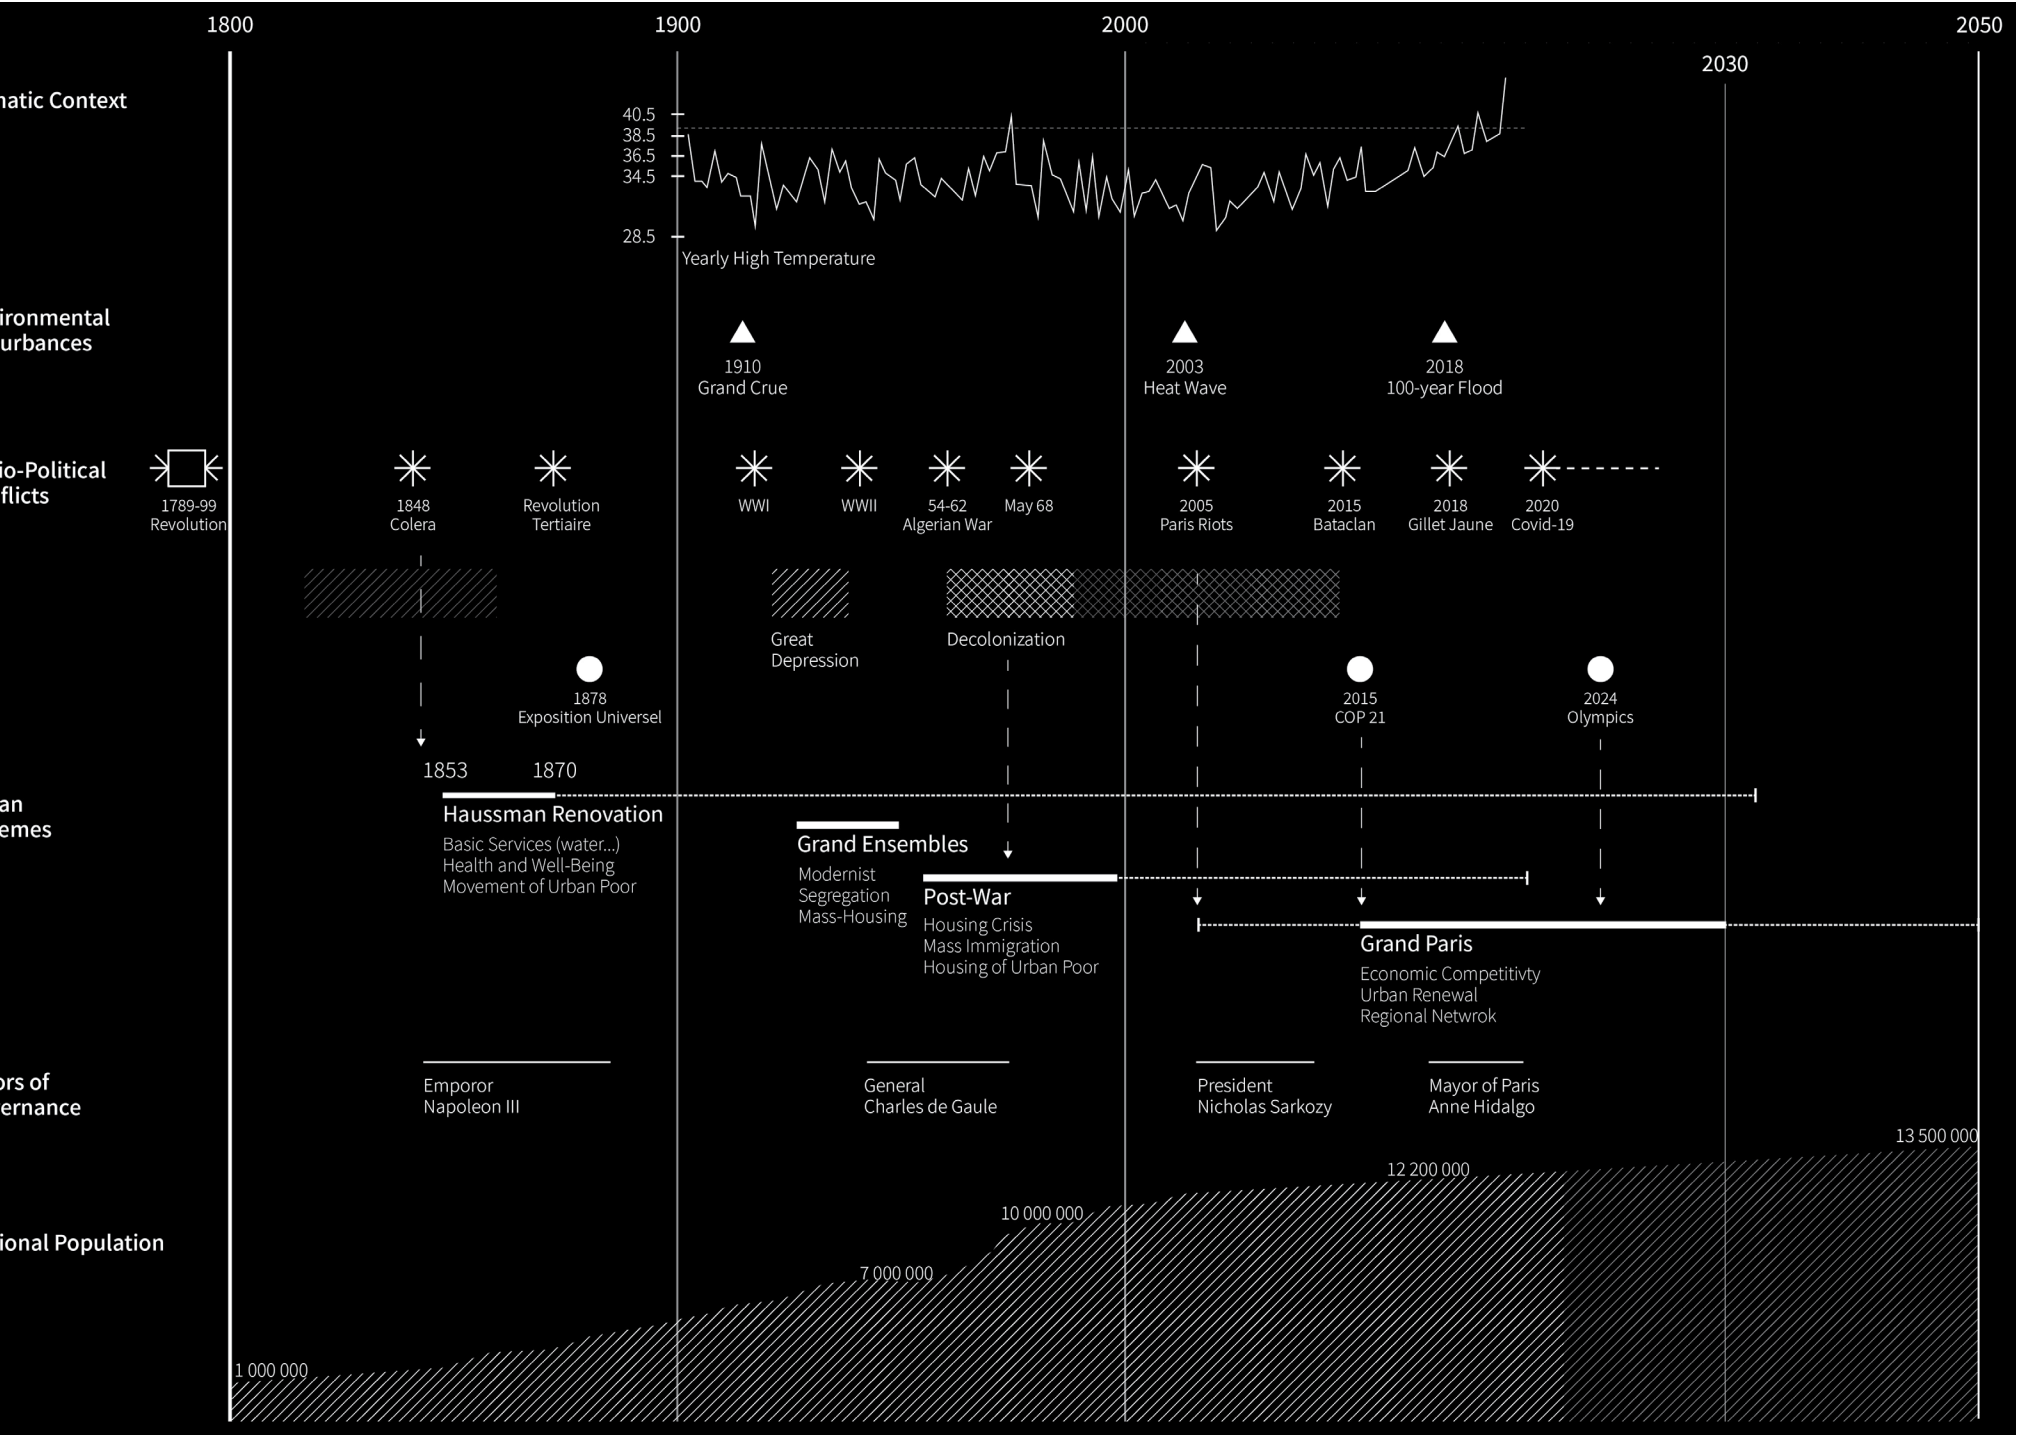 1800
1900
2000
2050
2030
natic Context
40.5
38.5
36.5
34.5
28.5
Yearly High Temperature
ironmental
urbances
1910
Grand Crue
2003
Heat Wave
2018
100-year Flood
io-Political
flicts
1789-99
Revolution
1848
Colera
Revolution
Tertiaire
WWI
WWII
54-62
Algerian War
May 68
2005
Paris Riots
2015
Bataclan
2018
Gillet Jaune
2020
Covid-19
Great
Depression
Decolonization
1878
Exposition Universel
2015
COP 21
2024
Olympics
an
emes
1853
1870
Haussman Renovation
Basic Services (water...)
Health and Well-Being
Movement of Urban Poor
Grand Ensembles
Modernist
Segregation
Mass-Housing
Post-War
Housing Crisis
Mass Immigration
Housing of Urban Poor
Grand Paris
Economic Competitivty
Urban Renewal
Regional Netwrok
ors of
ernance
Emporor
Napoleon III
General
Charles de Gaule
President
Nicholas Sarkozy
Mayor of Paris
Anne Hidalgo
ional Population
1 000 000
7 000 000
10 000 000
12 200 000
13 500 000